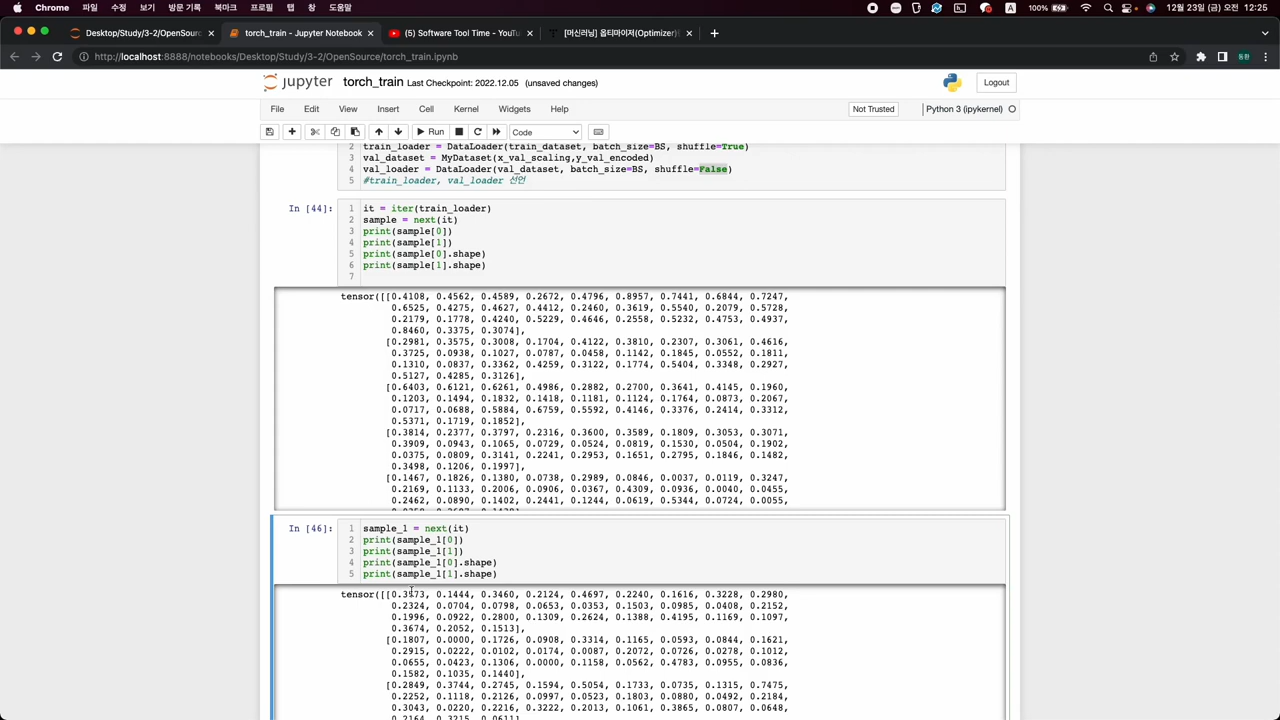 Chrome 파일 수정 보기 방문 기록 북마크 프로필 탭 창 도움말 100% 12월 23일 (금) 오전 12:25
Desktop/Study/3-2/OpenSourc torch_train - Jupyter Notebook (5) Software Tool Time - YouTu [머신러닝] 옵티마이저(Optimizer)
http://localhost:8888/notebooks/Desktop/Study/3-2/OpenSource/torch_train.ipynb
jupyter torch_train Last Checkpoint: 2022.12.05 (unsaved changes) Logout
File Edit View Insert Cell Kernel Widgets Help Not Trusted Python 3 (ipykernel)
Run Code
2 train_loader = DataLoader(train_dataset, batch_size=BS, shuffle=True)
3 val_dataset = MyDataset(x_val_scaling,y_val_encoded)
4 val_loader = DataLoader(val_dataset, batch_size=BS, shuffle=False)
5 #train_loader, val_loader 선언
In [44]: 1 it = iter(train_loader)
2 sample = next(it)
3 print(sample[0])
4 print(sample[1])
5 print(sample[0].shape)
6 print(sample[1].shape)
7
tensor([[0.4108, 0.4562, 0.4589, 0.2672, 0.4796, 0.8957, 0.7441, 0.6844, 0.7247,
0.6525, 0.4275, 0.4627, 0.4412, 0.2460, 0.3619, 0.5540, 0.2079, 0.5728,
0.2179, 0.1778, 0.4240, 0.5229, 0.4646, 0.2558, 0.5232, 0.4753, 0.4937,
0.8460, 0.3375, 0.3074],
[0.2981, 0.3575, 0.3008, 0.1704, 0.4122, 0.3810, 0.2307, 0.3061, 0.4616,
0.3725, 0.0938, 0.1027, 0.0787, 0.0458, 0.1142, 0.1845, 0.0552, 0.1811,
0.1310, 0.0837, 0.3362, 0.4259, 0.3122, 0.1774, 0.5404, 0.3348, 0.2927,
0.5127, 0.4285, 0.3126],
[0.6403, 0.6121, 0.6261, 0.4986, 0.2882, 0.2700, 0.3641, 0.4145, 0.1960,
0.1203, 0.1494, 0.1832, 0.1418, 0.1181, 0.1124, 0.1764, 0.0873, 0.2067,
0.0717, 0.0688, 0.5884, 0.6759, 0.5592, 0.4146, 0.3376, 0.2414, 0.3312,
0.5371, 0.1719, 0.1852],
[0.3814, 0.2377, 0.3797, 0.2316, 0.3600, 0.3589, 0.1809, 0.3053, 0.3071,
0.3909, 0.0943, 0.1065, 0.0729, 0.0524, 0.0819, 0.1530, 0.0504, 0.1902,
0.0375, 0.0809, 0.3141, 0.2241, 0.2953, 0.1651, 0.2795, 0.1846, 0.1482,
0.3498, 0.1206, 0.1997],
[0.1467, 0.1826, 0.1380, 0.0738, 0.2989, 0.0846, 0.0037, 0.0119, 0.3247,
0.2169, 0.1133, 0.2006, 0.0906, 0.0367, 0.4309, 0.0936, 0.0040, 0.0455,
0.2462, 0.0890, 0.1402, 0.2441, 0.1244, 0.0619, 0.5344, 0.0724, 0.0055,
In [46]: 1 sample_1 = next(it)
2 print(sample_1[0])
3 print(sample_1[1])
4 print(sample_1[0].shape)
5 print(sample_1[1].shape)
tensor([[0.3573, 0.1444, 0.3460, 0.2124, 0.4697, 0.2240, 0.1616, 0.3228, 0.2980,
0.2324, 0.0704, 0.0798, 0.0653, 0.0353, 0.1503, 0.0985, 0.0408, 0.2152,
0.1996, 0.0922, 0.2800, 0.1309, 0.2624, 0.1388, 0.4195, 0.1169, 0.1097,
0.3674, 0.2052, 0.1513],
[0.1807, 0.0000, 0.1726, 0.0908, 0.3314, 0.1165, 0.0593, 0.0844, 0.1621,
0.2915, 0.0222, 0.0102, 0.0174, 0.0087, 0.2072, 0.0726, 0.0278, 0.1012,
0.0655, 0.0423, 0.1306, 0.0000, 0.1158, 0.0562, 0.4783, 0.0955, 0.0836,
0.1582, 0.1035, 0.1440],
[0.2849, 0.3744, 0.2745, 0.1594, 0.5054, 0.1733, 0.0735, 0.1315, 0.7475,
0.2252, 0.1118, 0.2126, 0.0997, 0.0523, 0.1803, 0.0880, 0.0492, 0.2184,
0.3043, 0.0220, 0.2216, 0.3222, 0.2013, 0.1061, 0.3865, 0.0807, 0.0648,
0.2164, 0.3215, 0.0611],